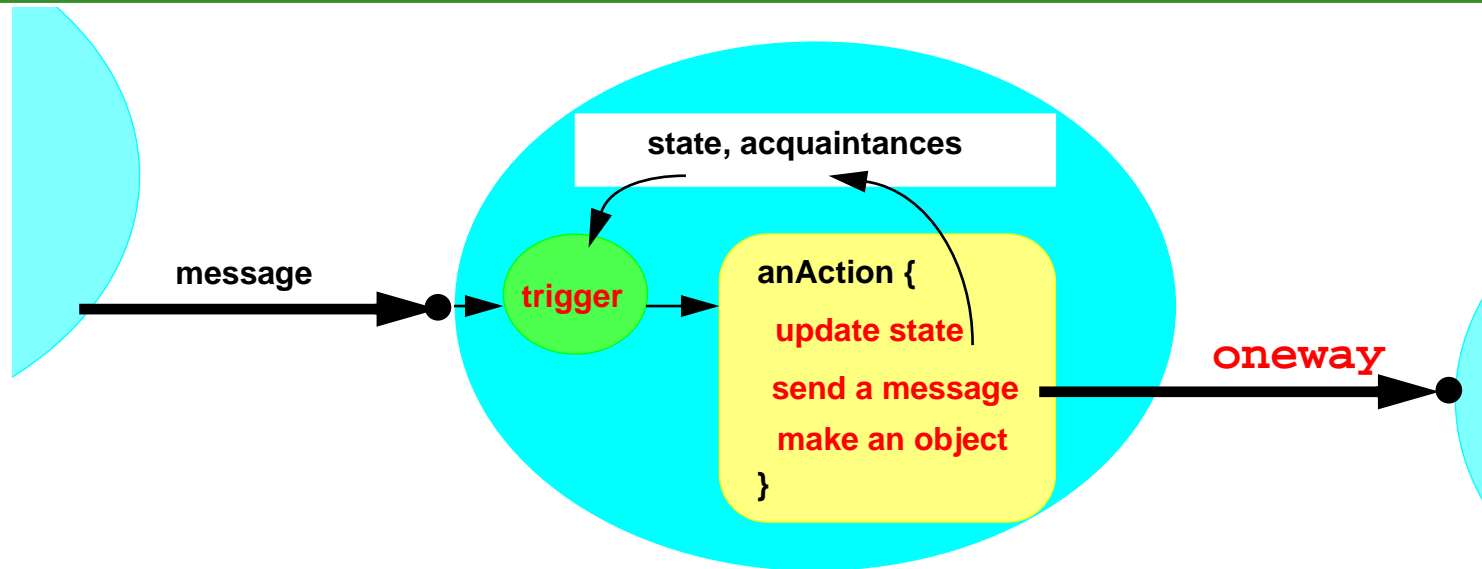 state, acquaintances
message
trigger
anAction {
update state
send a message
make an object
}
oneway